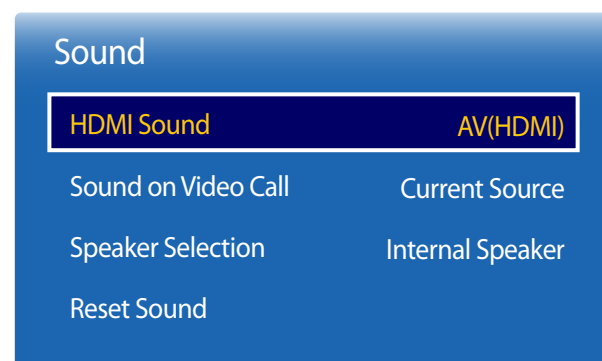 Sound
HDMI Sound AV(HDMI)
Sound on Video Call Current Source
Speaker Selection Internal Speaker
Reset Sound